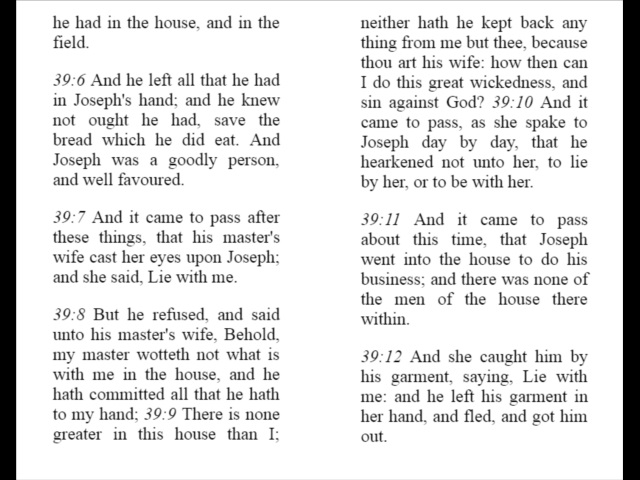 he had in the house, and in the
field.
39:6 And he left all that he had
in Joseph's hand; and he knew
not ought he had, save the
bread which he did eat. And
Joseph was a goodly person,
and well favoured.
39:7 And it came to pass after
these things, that his master's
wife cast her eyes upon Joseph;
and she said, Lie with me.
39:8 But he refused, and said
unto his master's wife, Behold,
my master wotteth not what is
with me in the house, and he
hath committed all that he hath
to my hand; 39:9 There is none
greater in this house than I;
neither hath he kept back any
thing from me but thee, because
thou art his wife: how then can
I do this great wickedness, and
sin against God? 39:10 And it
came to pass, as she spake to
Joseph day by day, that he
hearkened not unto her, to lie
by her, or to be with her.
39:11 And it came to pass
about this time, that Joseph
went into the house to do his
business; and there was none of
the men of the house there
within.
39:12 And she caught him by
his garment, saying, Lie with
me: and he left his garment in
her hand, and fled, and got him
out.